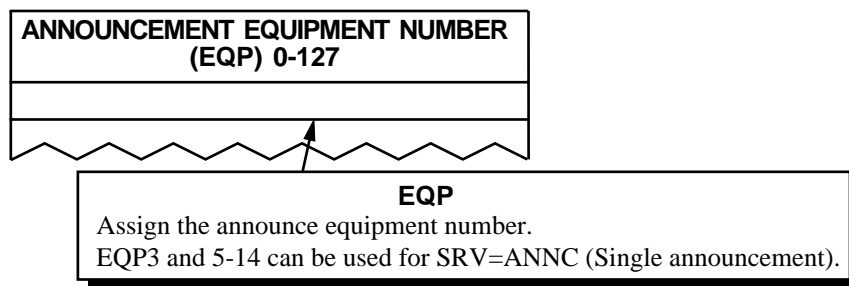 ANNOUNCEMENT EQUIPMENT NUMBER
(EQP) 0-127
EQP
Assign the announce equipment number.
EQP3 and 5-14 can be used for SRV=ANNC (Single announcement).